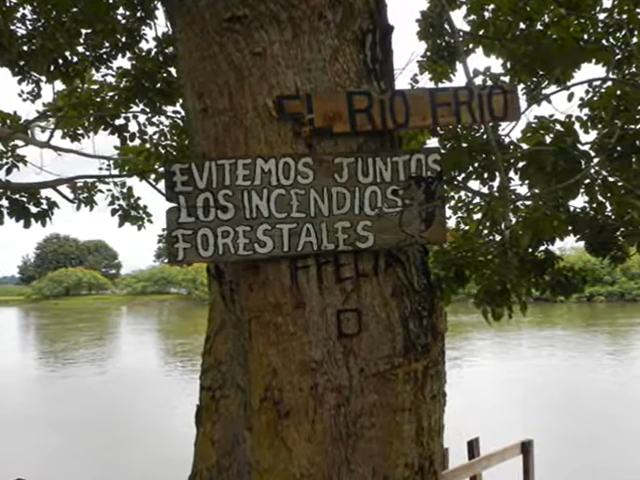 EL RIO FRIO
EVITEMOS JUNTOS
LOS INCENDIOS
FORESTALES